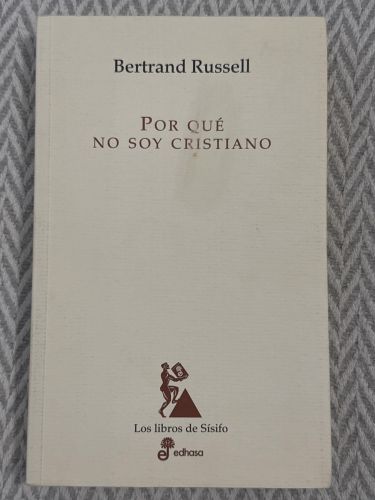 Bertrand Russell
POR QUÉ
NO SOY CRISTIANO
Los libros de Sísifo
edhasa